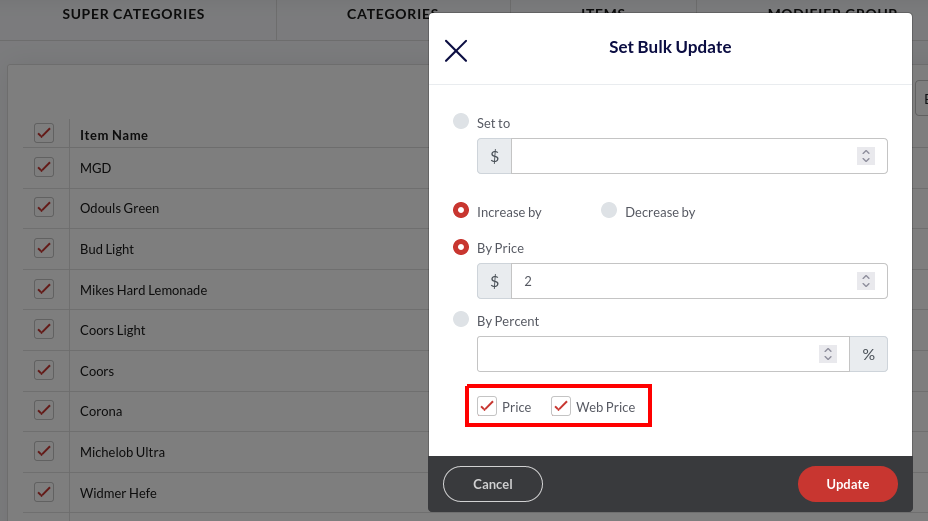 SUPER CATEGORIES
CATEGORIES
ITEMS
MODIFIER GROUP
Set Bulk Update
Item Name
MGD
Odouls Green
Bud Light
Mikes Hard Lemonade
Coors Light
Coors
Corona
Michelob Ultra
Widmer Hefe
Set to
$
Increase by
Decrease by
By Price
$ 2
By Percent
%
Price
Web Price
Cancel
Update